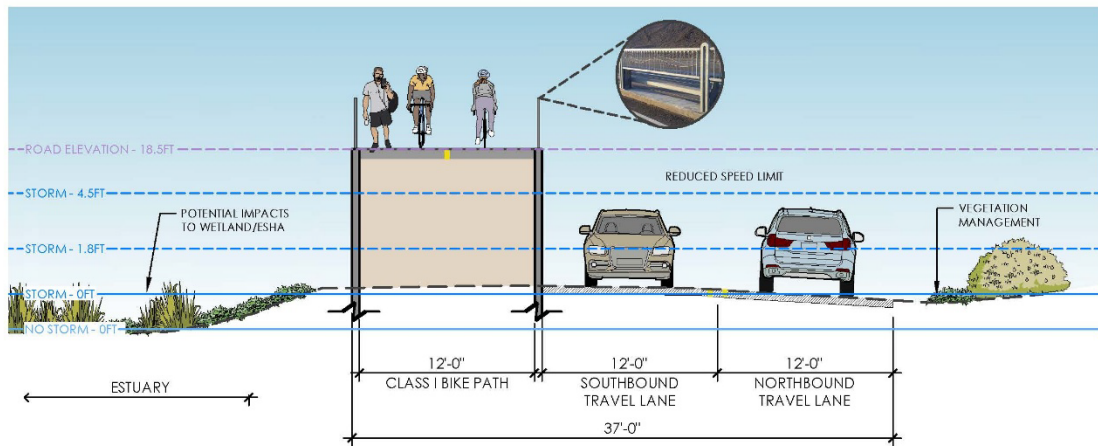 ROAD ELEVATION - 18.5FT
STORM - 4.5FT
REDUCED SPEED LIMIT
POTENTIAL IMPACTS
TO WETLAND/ESHA
VEGETATION
MANAGEMENT
STORM - 1.8FT
STORM - 0FT
NO STORM - 0FT
12'-0"
CLASS I BIKE PATH
12'-0"
SOUTHBOUND
TRAVEL LANE
12'-0"
NORTHBOUND
TRAVEL LANE
ESTUARY
37'-0"